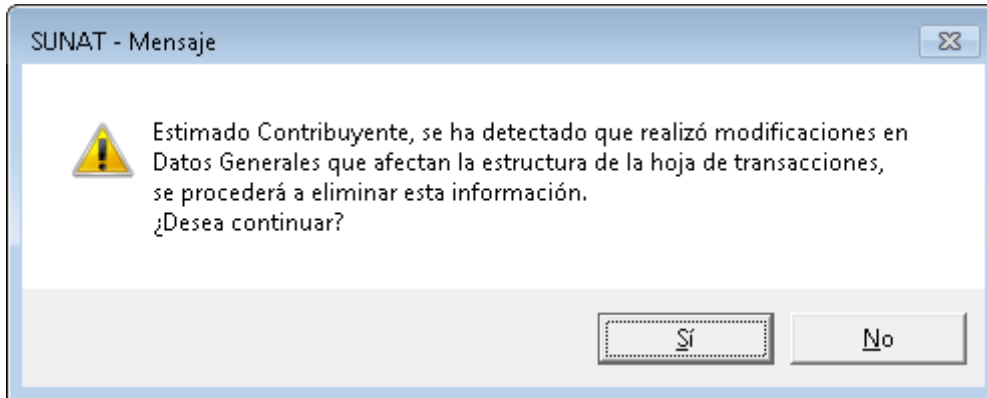 SUNAT - Mensaje
Estimado Contribuyente, se ha detectado que realizó modificaciones en
Datos Generales que afectan la estructura de la hoja de transacciones,
se procederá a eliminar esta información.
¿Desea continuar?
Sí
No